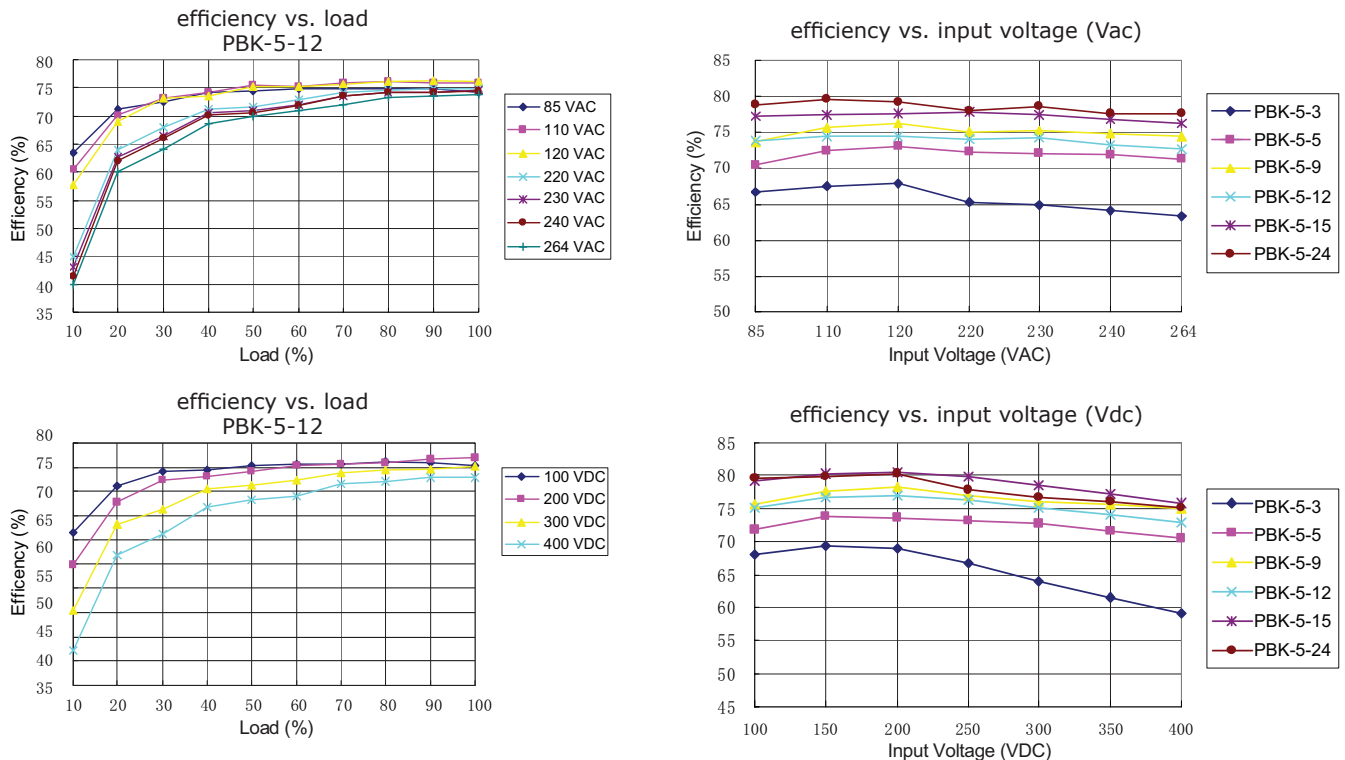 efficiency vs. load
PBK-5-12
80
75
70
65
60
55
50
45
40
35
Efficency (%)
10 20 30 40 50 60 70 80 90 100
Load (%)
85 VAC
110 VAC
120 VAC
220 VAC
230 VAC
240 VAC
264 VAC
efficiency vs. input voltage (Vac)
85
80
75
70
65
60
55
50
Efficiency (%)
85 110 120 220 230 240 264
Input Voltage (VAC)
PBK-5-3
PBK-5-5
PBK-5-9
PBK-5-12
PBK-5-15
PBK-5-24
efficiency vs. load
PBK-5-12
80
75
70
65
60
55
50
45
40
35
Efficency (%)
10 20 30 40 50 60 70 80 90 100
Load (%)
100 VDC
200 VDC
300 VDC
400 VDC
efficiency vs. input voltage (Vdc)
85
80
75
70
65
60
55
50
45
Efficiency (%)
100 150 200 250 300 350 400
Input Voltage (VDC)
PBK-5-3
PBK-5-5
PBK-5-9
PBK-5-12
PBK-5-15
PBK-5-24